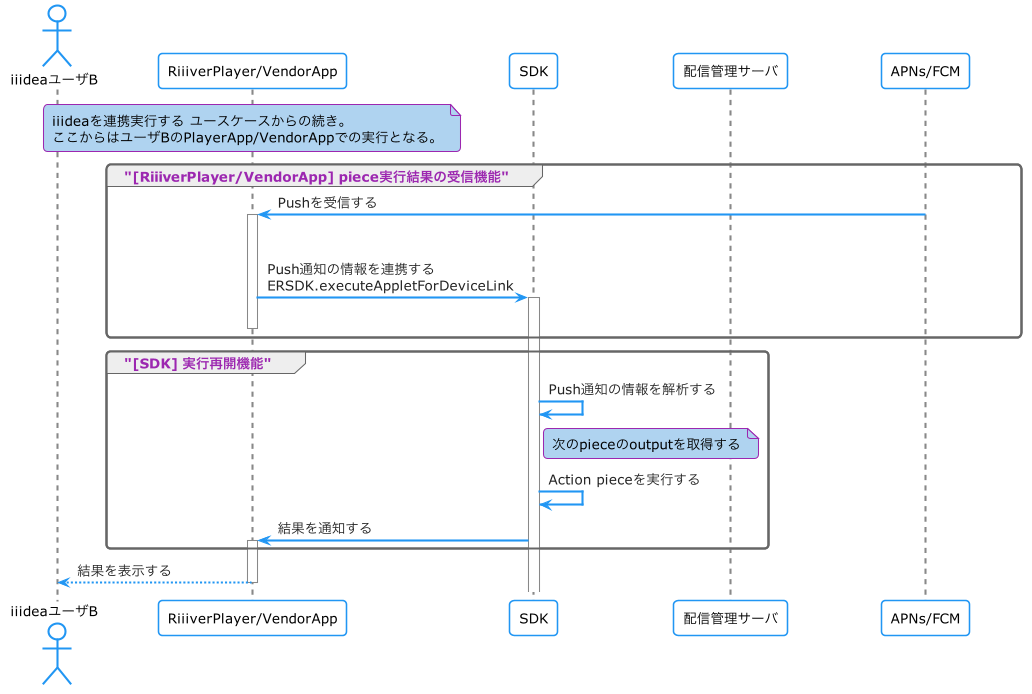 iiideaユーザB
RiiiverPlayer/VendorApp
SDK
配信管理サーバ
APNs/FCM
iiideaを連携実行する ユースケースからの続き。
ここからはユーザBのPlayerApp/VendorAppでの実行となる。
"[RiiiverPlayer/VendorApp] piece実行結果の受信機能"
Pushを受信する
Push通知の情報を連携する
ERSDK.executeAppletForDeviceLink
"[SDK] 実行再開機能"
Push通知の情報を解析する
次のpieceのoutputを取得する
Action pieceを実行する
結果を通知する
結果を表示する
iiideaユーザB
RiiiverPlayer/VendorApp
SDK
配信管理サーバ
APNs/FCM